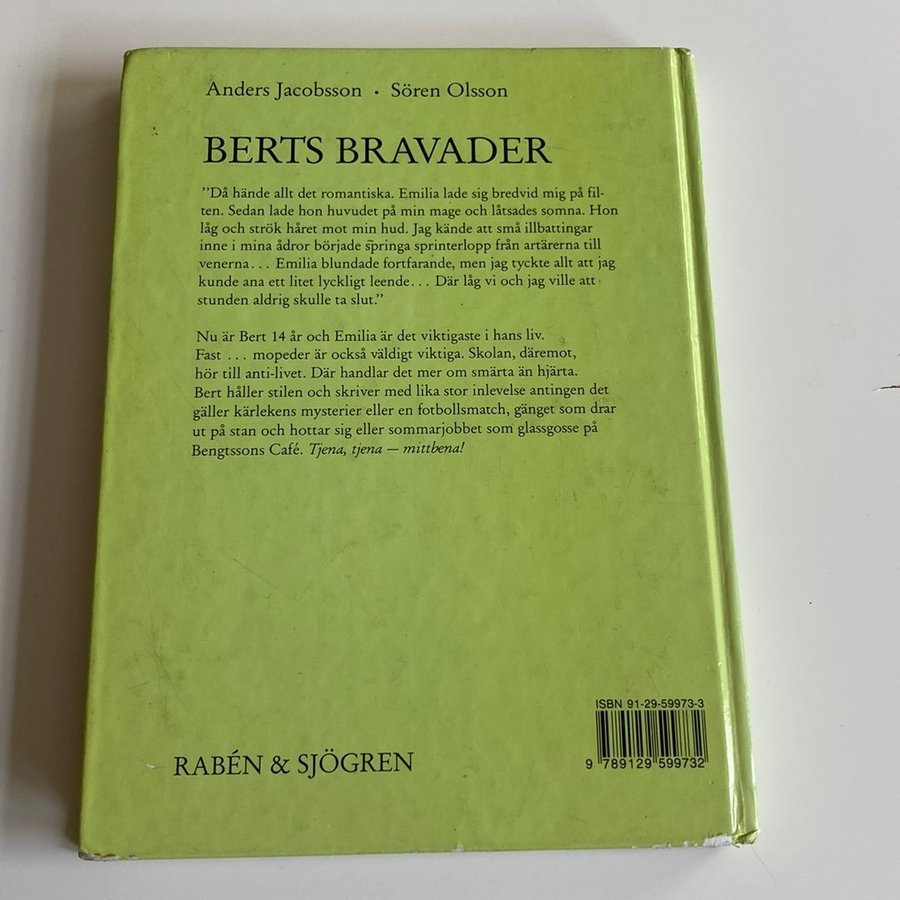 Anders Jacobsson • Sören Olsson
BERTS BRAVADER
”Då hände allt det romantiska. Emilia lade sig bredvid mig på fil-
ten. Sedan lade hon huvudet på min mage och låtsades somna. Hon
låg och strök håret mot min hud. Jag kände att små illbattingar
inne i mina ådror började springa sprinterlopp från artärerna till
venerna... Emilia blundade fortfarande, men jag tyckte allt att jag
kunde ana ett litet lyckligt leende... Där låg vi och jag ville att
stunden aldrig skulle ta slut.”
Nu är Bert 14 år och Emilia är det viktigaste i hans liv.
Fast ... mopeder är också väldigt viktiga. Skolan, däremot,
hör till anti-livet. Där handlar det mer om smärta än hjärta.
Bert håller stilen och skriver med lika stor inlevelse antingen det
gäller kärlekens mysterier eller en fotbollsmatch, gänget som drar
ut på stan och hottar sig eller sommarjobbet som glassgosse på
Bengtssons Café. Tjena, tjena — mittbena!
ISBN 91-29-59973-3
9 789129 599732
RABÉN & SJÖGREN